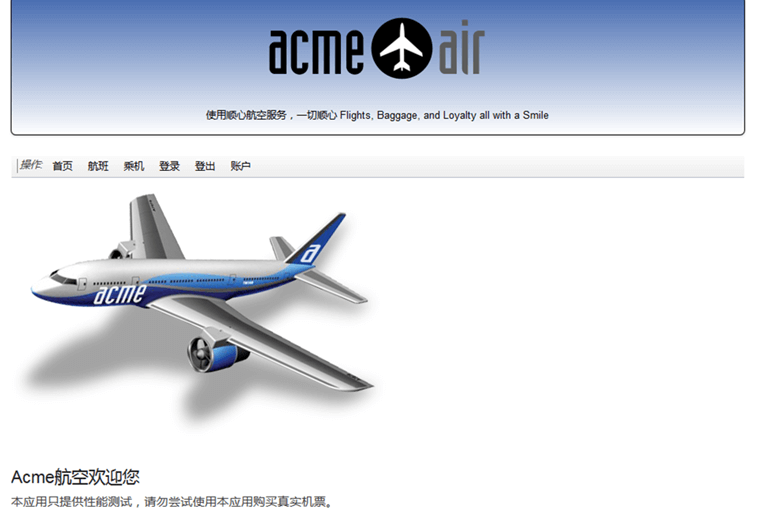 acme air
使用顺心航空服务，一切顺心 Flights, Baggage, and Loyalty all with a Smile
操作: 首页 航班 乘机 登录 登出 账户
a
acme
Acme航空欢迎您
本应用只提供性能测试，请勿尝试使用本应用购买真实机票。